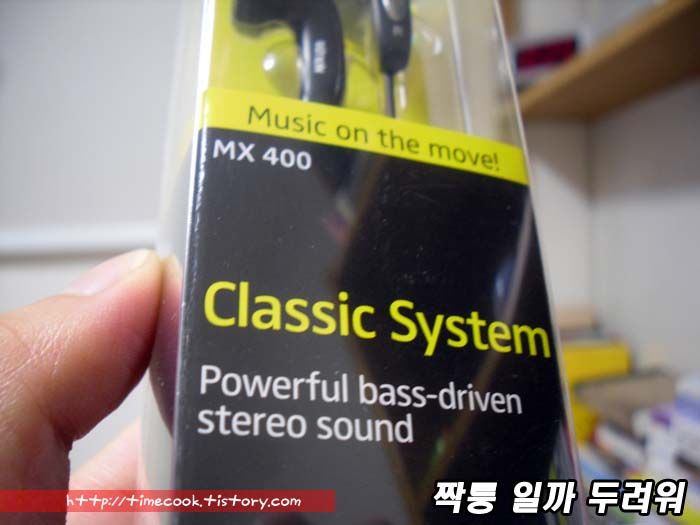 Music on the move!
MX 400
Classic System
Powerful bass-driven
stereo sound
http://timecook.tistory.com
짝퉁 일까 두려워